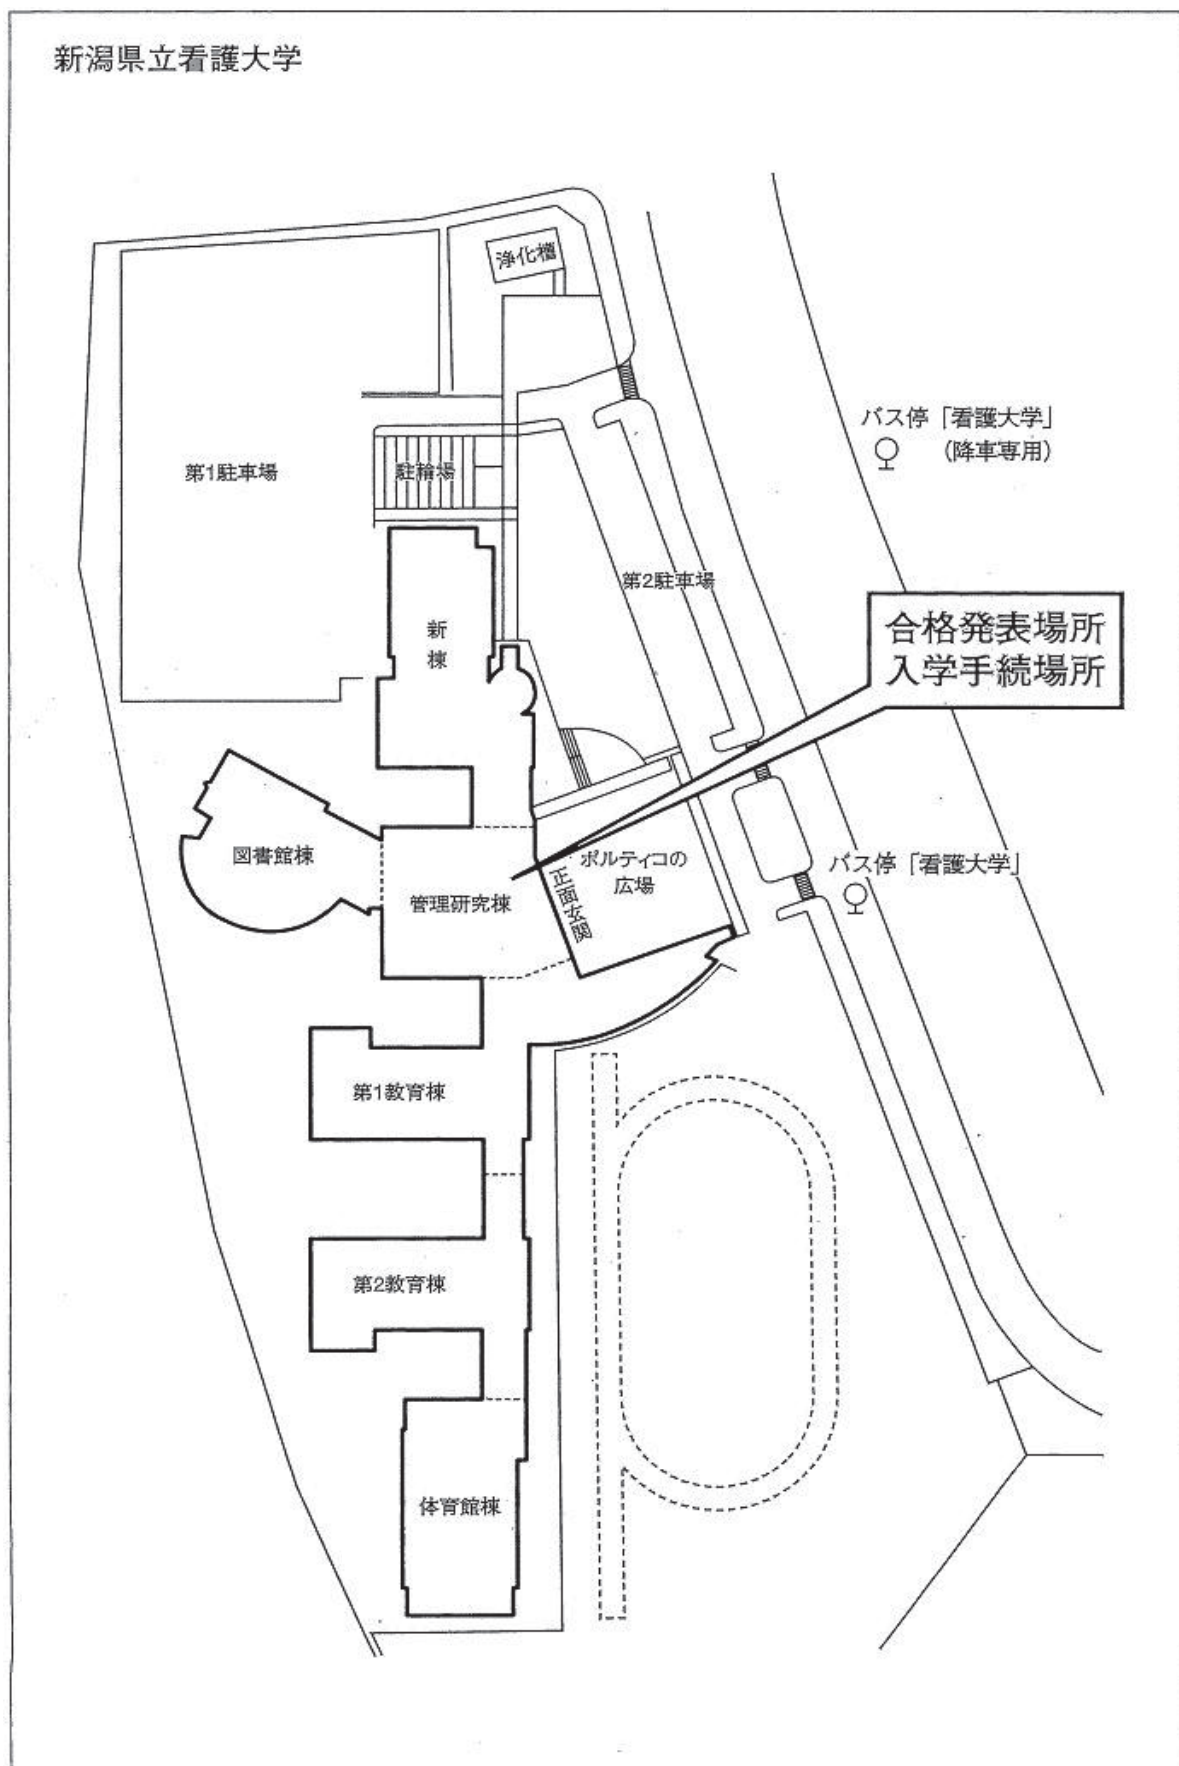 新潟県立看護大学
浄化槽
バス停「看護大学」
(降車専用)
第1駐車場
駐輪場
第2駐車場
合格発表場所
入学手続場所
新
棟
図書館棟
ポルティコの
広場
バス停「看護大学」
管理研究棟
正面玄関
第1教育棟
第2教育棟
体育館棟